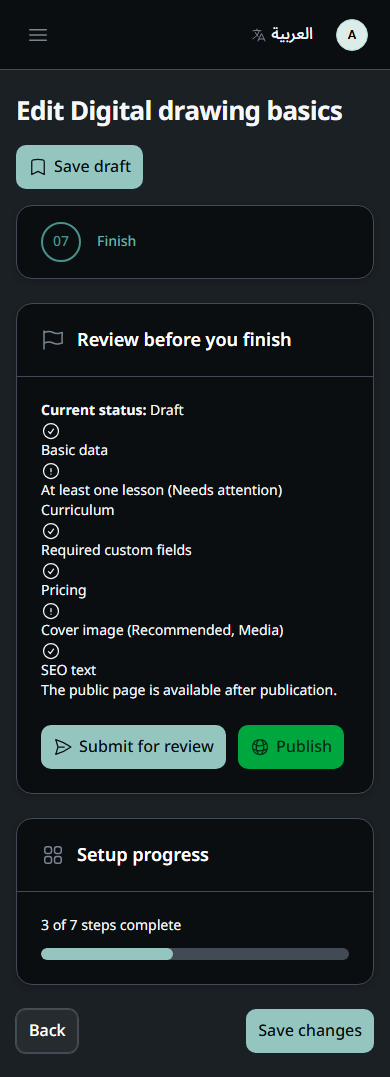 العربية
A
Edit Digital drawing basics
Save draft
07
Finish
Review before you finish
Current status: Draft
Basic data
At least one lesson (Needs attention)
Curriculum
Required custom fields
Pricing
Cover image (Recommended, Media)
SEO text
The public page is available after publication.
Submit for review
Publish
Setup progress
3 of 7 steps complete
Back
Save changes